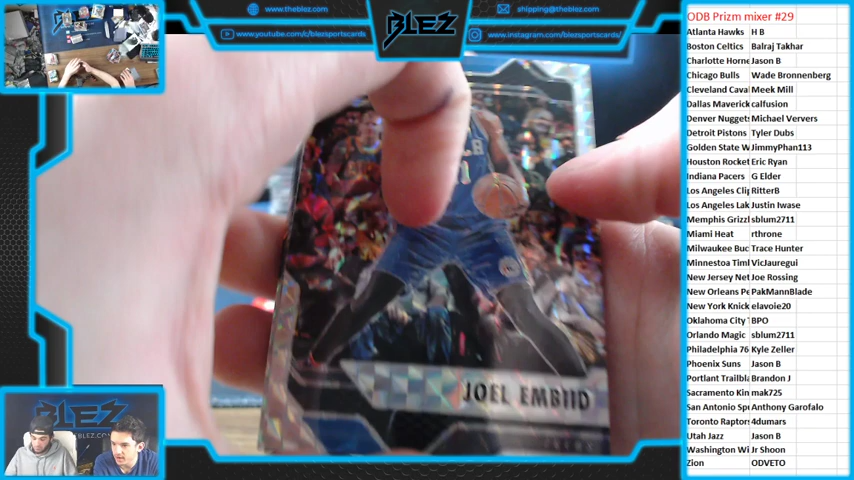 www.theblez.com
shipping@theblez.com
www.youtube.com/c/blezsportscards
BLEZ
www.instagram.com/blezsportscards/
JOEL EMBIID
BLEZ
ODB Prizm mixer #29
Atlanta Hawks H B
Boston Celtics Balraj Takhar
Charlotte Horne Jason B
Chicago Bulls Wade Bronnenberg
Cleveland Cava Meek Mill
Dallas Maverick calfusion
Denver Nuggets Michael Ververs
Detroit Pistons Tyler Dubs
Golden State W JimmyPhan113
Houston Rocket Eric Ryan
Indiana Pacers G Elder
Los Angeles Clip RitterB
Los Angeles Lak Justin Iwase
Memphis Grizzl sblum2711
Miami Heat rthrone
Milwaukee Buc Trace Hunter
Minnestoa Timl VicJauregui
New Jersey Net Joe Rossing
New Orleans Pe PakMannBlade
New York Knick elavoie20
Oklahoma City BPO
Orlando Magic sblum2711
Philadelphia 76 Kyle Zeller
Phoenix Suns Jason B
Portlant Trailbla Brandon J
Sacramento Kin mak725
San Antonio Spu Anthony Garofalo
Toronto Raptors 4dumars
Utah Jazz Jason B
Washington Wi Jr Shoon
Zion ODVETO